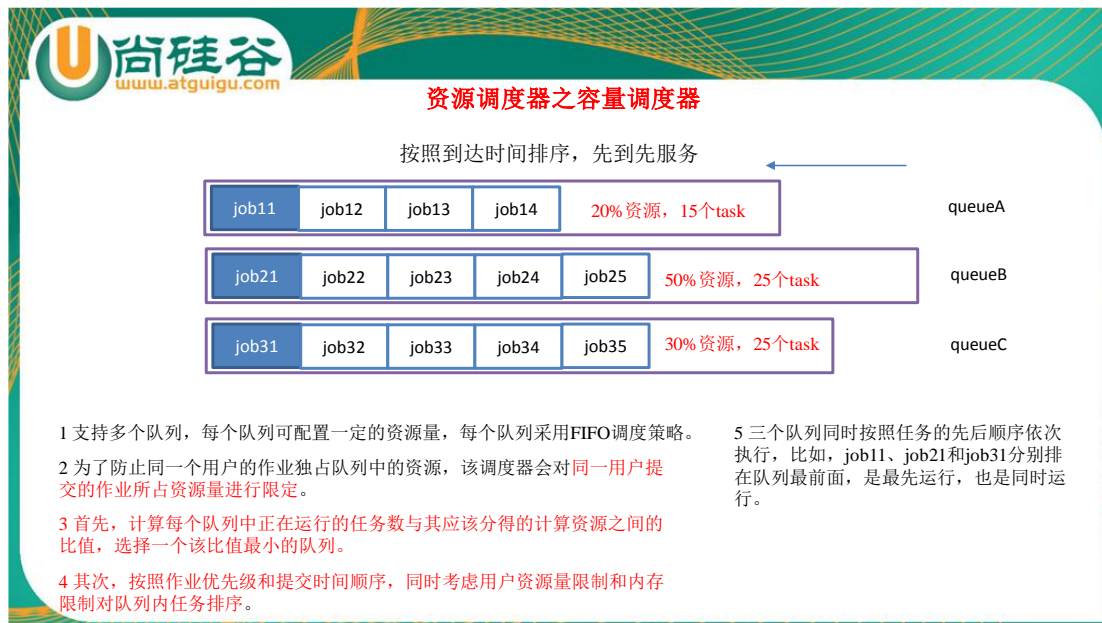 U尚硅谷
www.atguigu.com
资源调度器之容量调度器
按照到达时间排序，先到先服务
job11 job12 job13 job14 20%资源，15个task queueA
job21 job22 job23 job24 job25 50%资源，25个task queueB
job31 job32 job33 job34 job35 30%资源，25个task queueC
1 支持多个队列，每个队列可配置一定的资源量，每个队列采用FIFO调度策略。
2 为了防止同一个用户的作业独占队列中的资源，该调度器会对同一用户提
交的作业所占资源量进行限定。
3 首先，计算每个队列中正在运行的任务数与其应该分得的计算资源之间的
比值，选择一个该比值最小的队列。
4 其次，按照作业优先级和提交时间顺序，同时考虑用户资源量限制和内存
限制对队列内任务排序。
5 三个队列同时按照任务的先后顺序依次
执行，比如，job11、job21和job31分别排
在队列最前面，是最先运行，也是同时运
行。